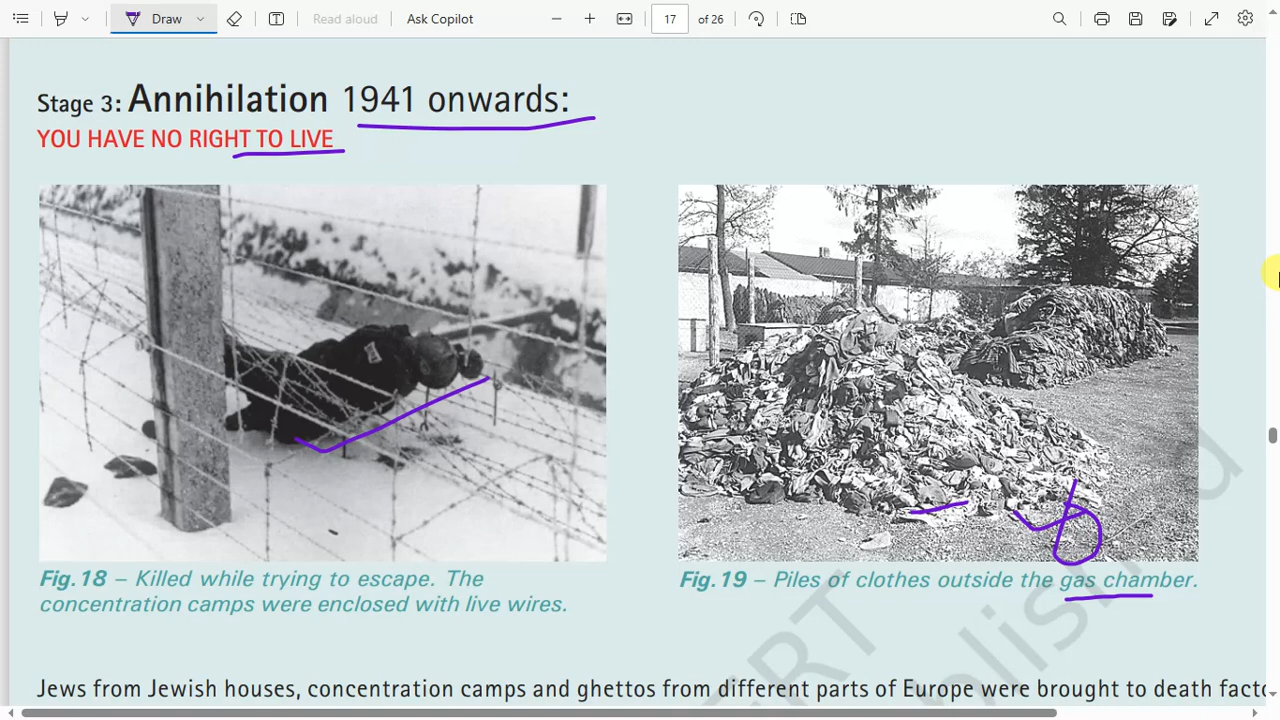 Draw
Read aloud
Ask Copilot
17
of 26
Stage 3: Annihilation 1941 onwards:
YOU HAVE NO RIGHT TO LIVE
Fig.18 – Killed while trying to escape. The
concentration camps were enclosed with live wires.
Fig.19 – Piles of clothes outside the gas chamber.
Jews from Jewish houses, concentration camps and ghettos from different parts of Europe were brought to death